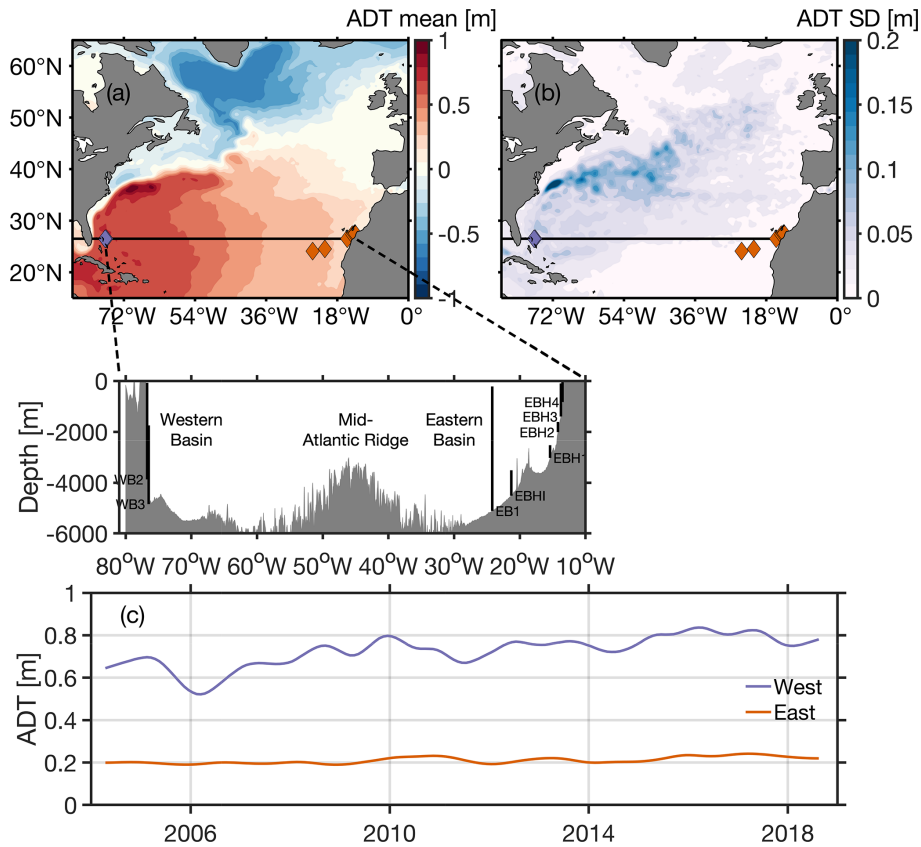 ADT mean [m]
ADT SD [m]
60°N
50°N
40°N
30°N
20°N
(a)
72°W 54°W 36°W 18°W 0°
1
0.5
0
-0.5
-1
(b)
72°W 54°W 36°W 18°W 0°
0.2
0.15
0.1
0.05
0
Depth [m]
0
-2000
-4000
-6000
Western
Basin
Mid-
Atlantic Ridge
Eastern
Basin
EBH4
EBH3
EBH2
EBH1
EBHI
EB1
WB2
WB3
80°W 70°W 60°W 50°W 40°W 30°W 20°W 10°W
(c)
ADT [m]
1
0.8
0.6
0.4
0.2
0
West
East
2006 2010 2014 2018